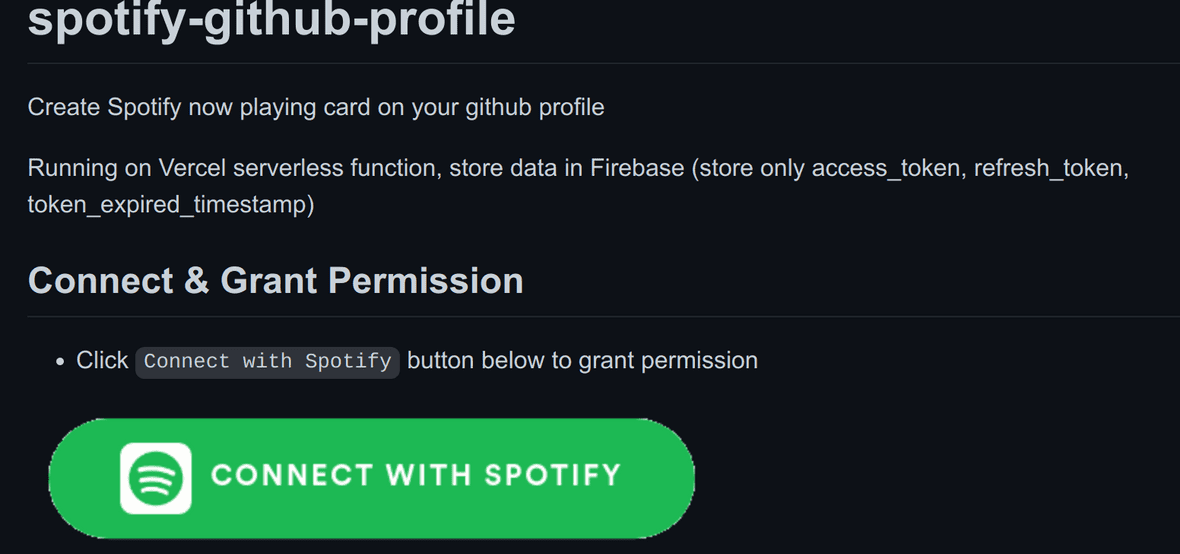 spotify-github-profile
Create Spotify now playing card on your github profile
Running on Vercel serverless function, store data in Firebase (store only access_token, refresh_token,
token_expired_timestamp)
Connect & Grant Permission
Click Connect with Spotify button below to grant permission
CONNECT WITH SPOTIFY